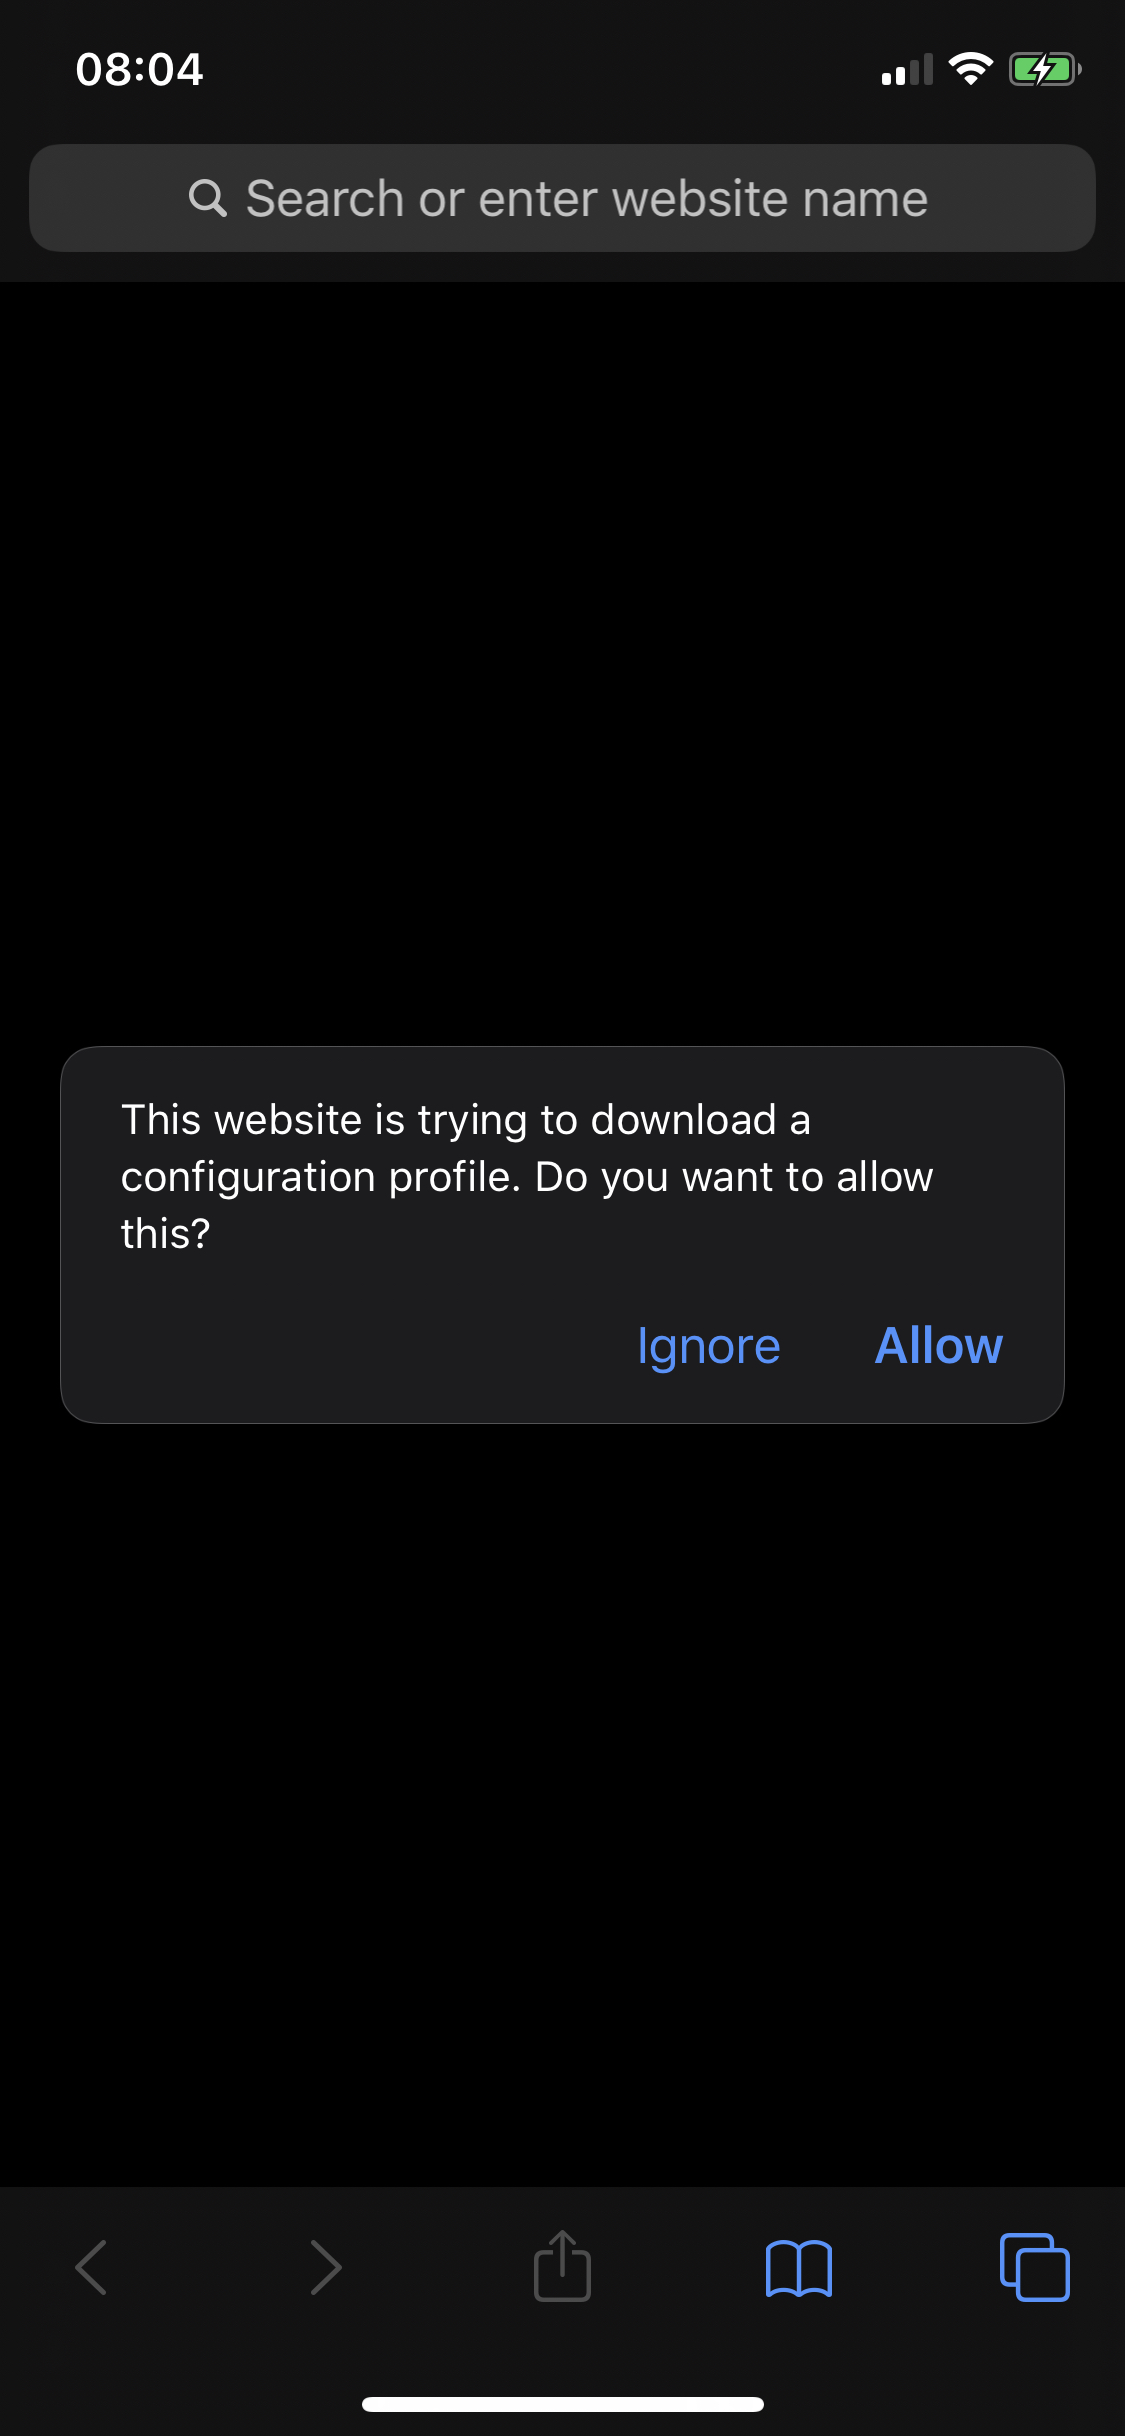 08:04
Search or enter website name
This website is trying to download a
configuration profile. Do you want to allow
this?
Ignore Allow